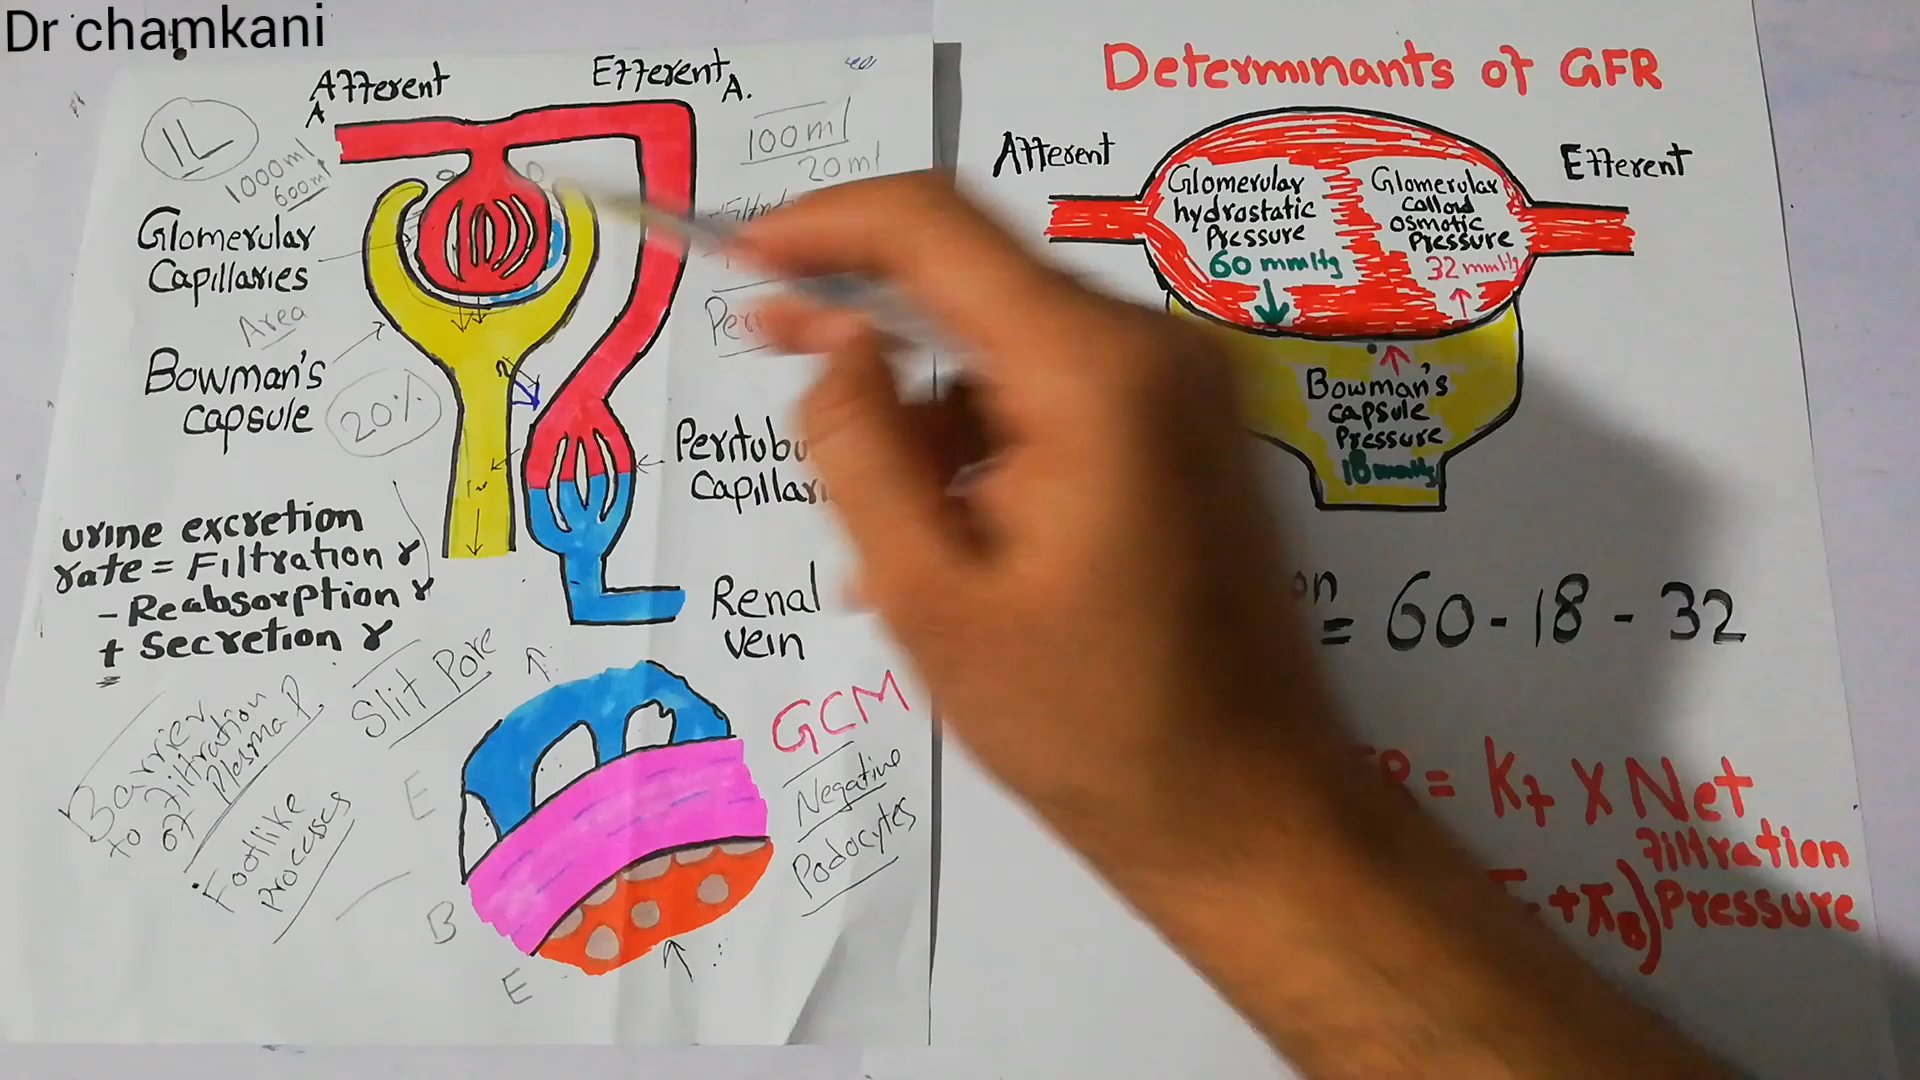 Dr chamkani
Afferent
A
Efferent
A.
1L
1000ml
600ml
100ml
20ml
Glomerular
Capillaries
Area
Bowman's
capsule
20%
Capillari
urine excretion
rate = Filtration r
- Reabsorption r
+ Secretion r
Renal
vein
Slit Pore
Barrier
to Filtration
of Plasma P.
Footlike
processes
GCM
Negative
Podocytes
E
B
E
Determinants of GFR
Afferent
Efferent
Glomerular
hydrostatic
Pressure
60 mmHg
Glomerular
colloid
osmotic
Pressure
32 mmHg
Bowman's
capsule
Pressure
18 mmHg
= 60 - 18 - 32
= Kf X Net
filtration
Pressure
+ πB)